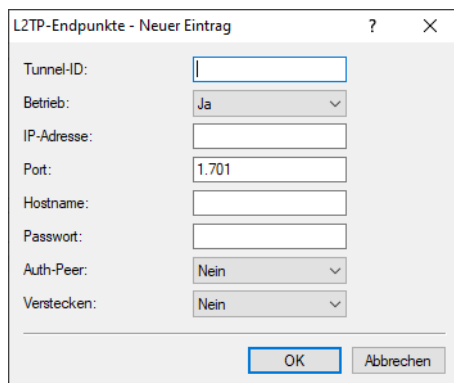 L2TP-Endpunkte - Neuer Eintrag ?
Tunnel-ID:
Betrieb: Ja
IP-Adresse:
Port: 1.701
Hostname:
Passwort:
Auth-Peer: Nein
Verstecken: Nein
OK Abbrechen